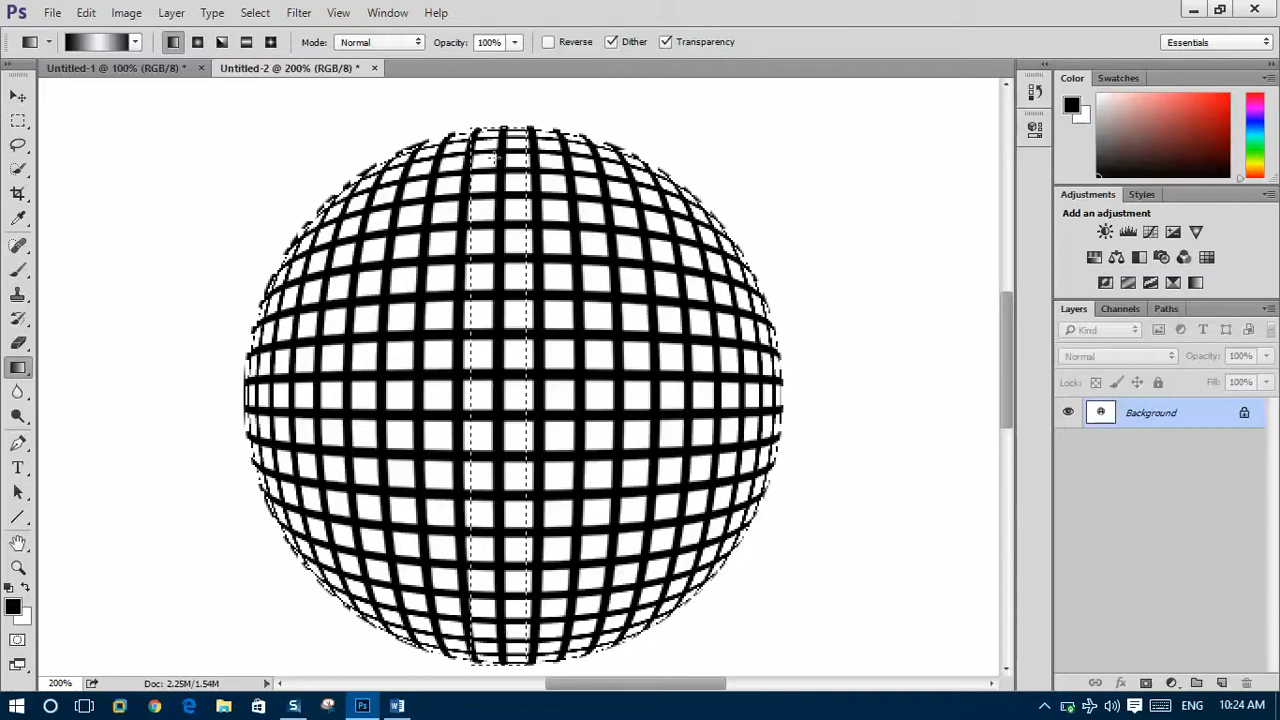 Ps File Edit Image Layer Type Select Filter 3D View Window Help
Mode: Normal Opacity: 100% Reverse Dither Transparency Essentials
Untitled-1 @ 100% (RGB/8) * × Untitled-2 @ 200% (RGB/8) * ×
Color Swatches
Adjustments Styles
Add an adjustment
Layers Channels Paths
Kind
Normal Opacity: 100%
Lock: Fill: 100%
Background
200% Doc: 2.25M/1.54M
ENG 10:24 AM